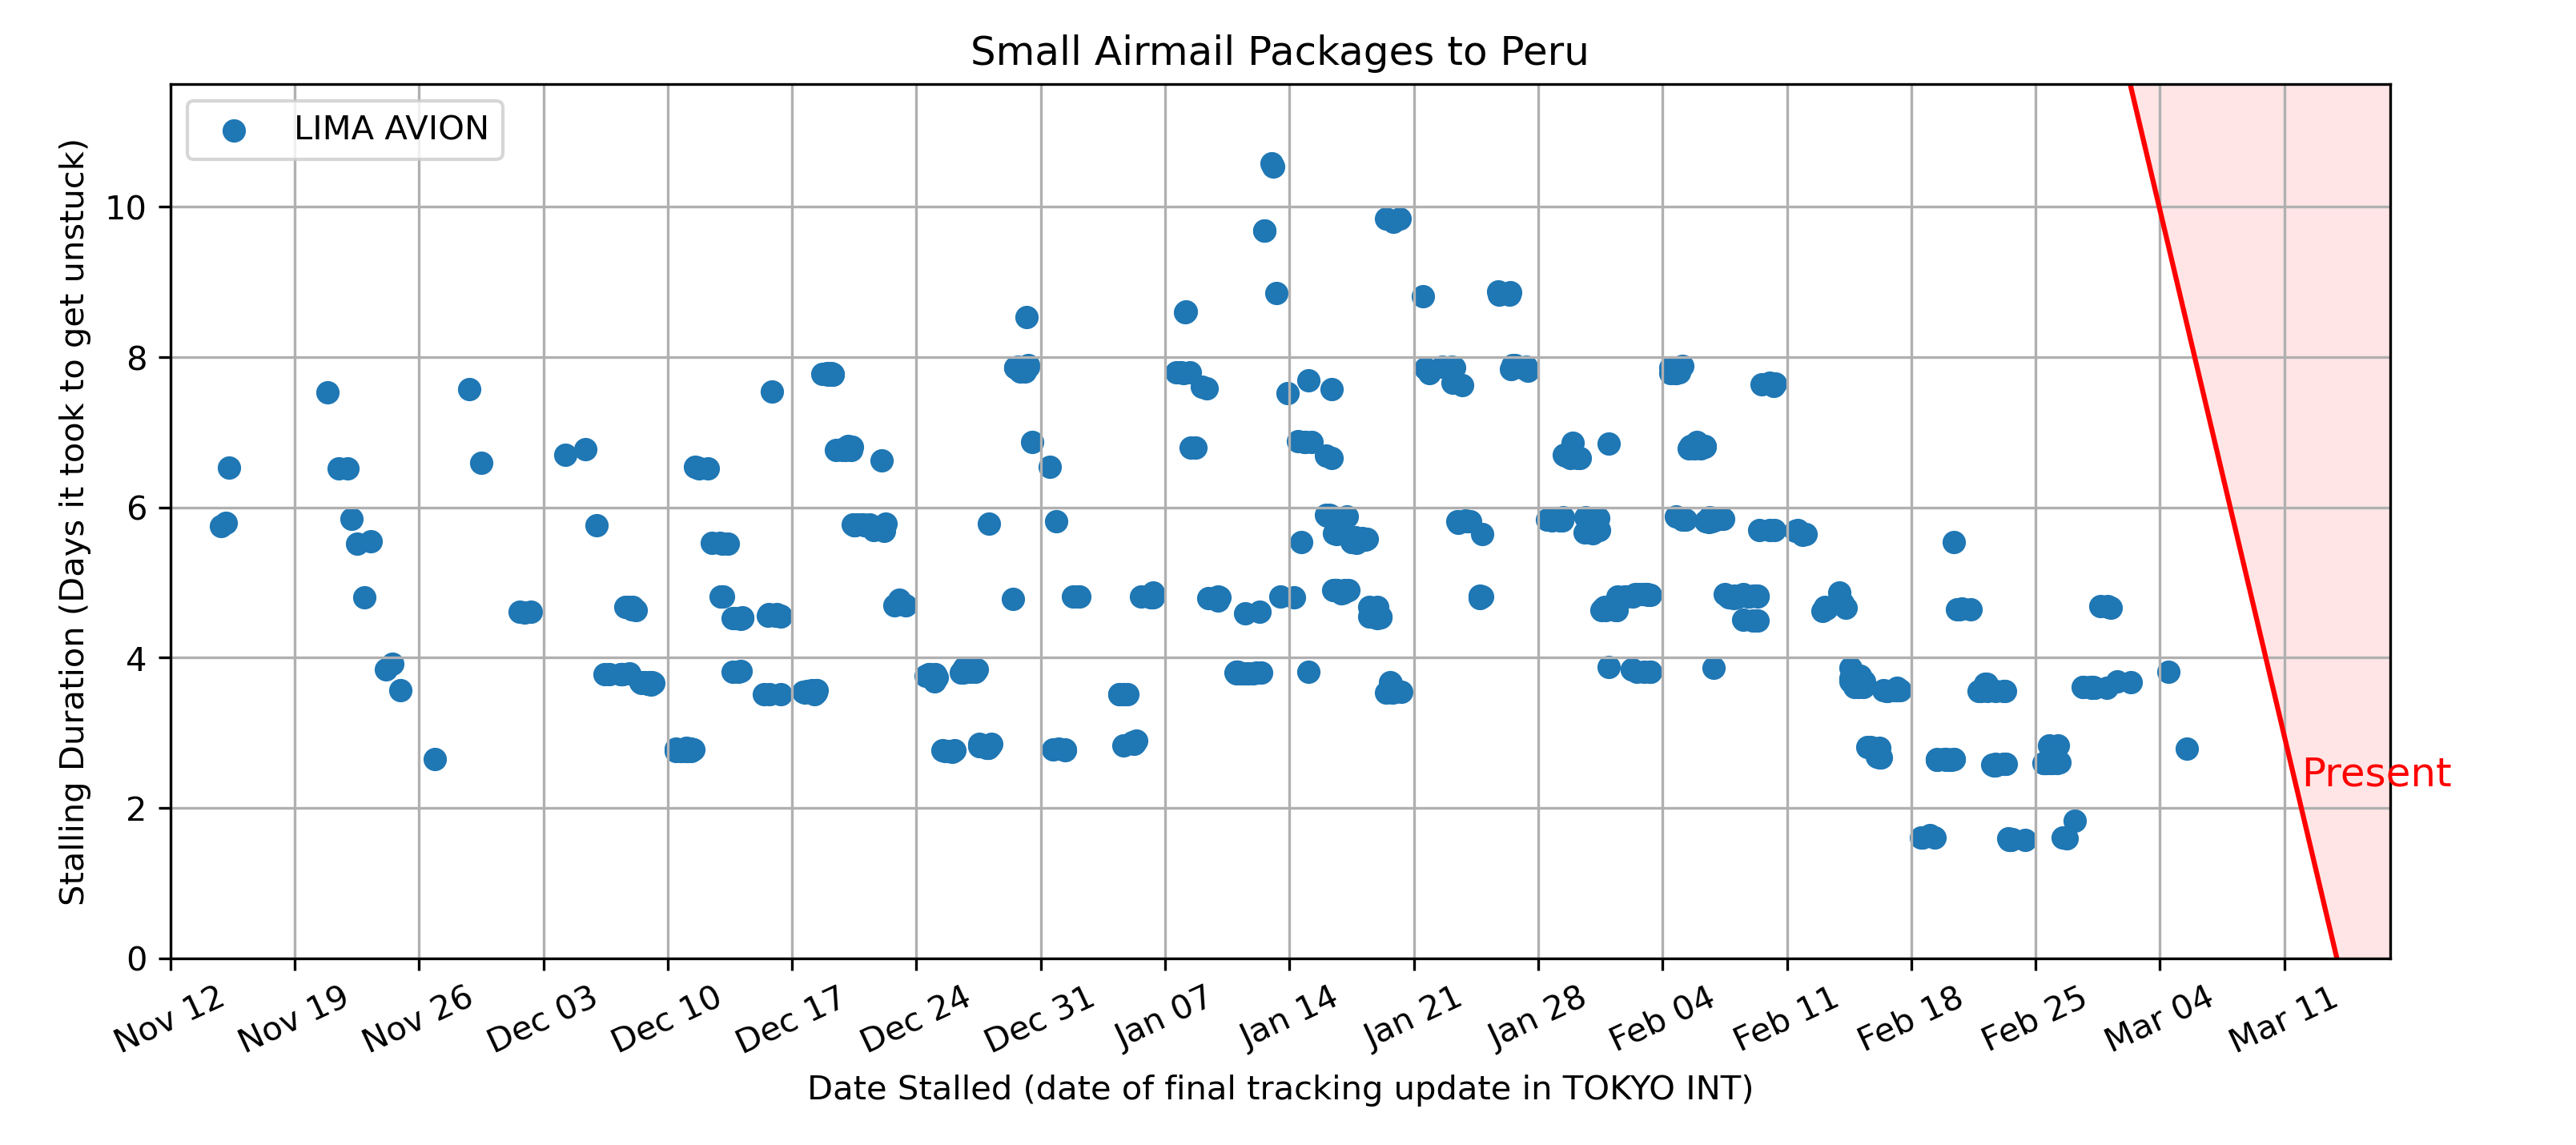 Small Airmail Packages to Peru
LIMA AVION
Stalling Duration (Days it took to get unstuck)
10
8
6
4
2
0
Present
Nov 12
Nov 19
Nov 26
Dec 03
Dec 10
Dec 17
Dec 24
Dec 31
Jan 07
Jan 14
Jan 21
Jan 28
Feb 04
Feb 11
Feb 18
Feb 25
Mar 04
Mar 11
Date Stalled (date of final tracking update in TOKYO INT)